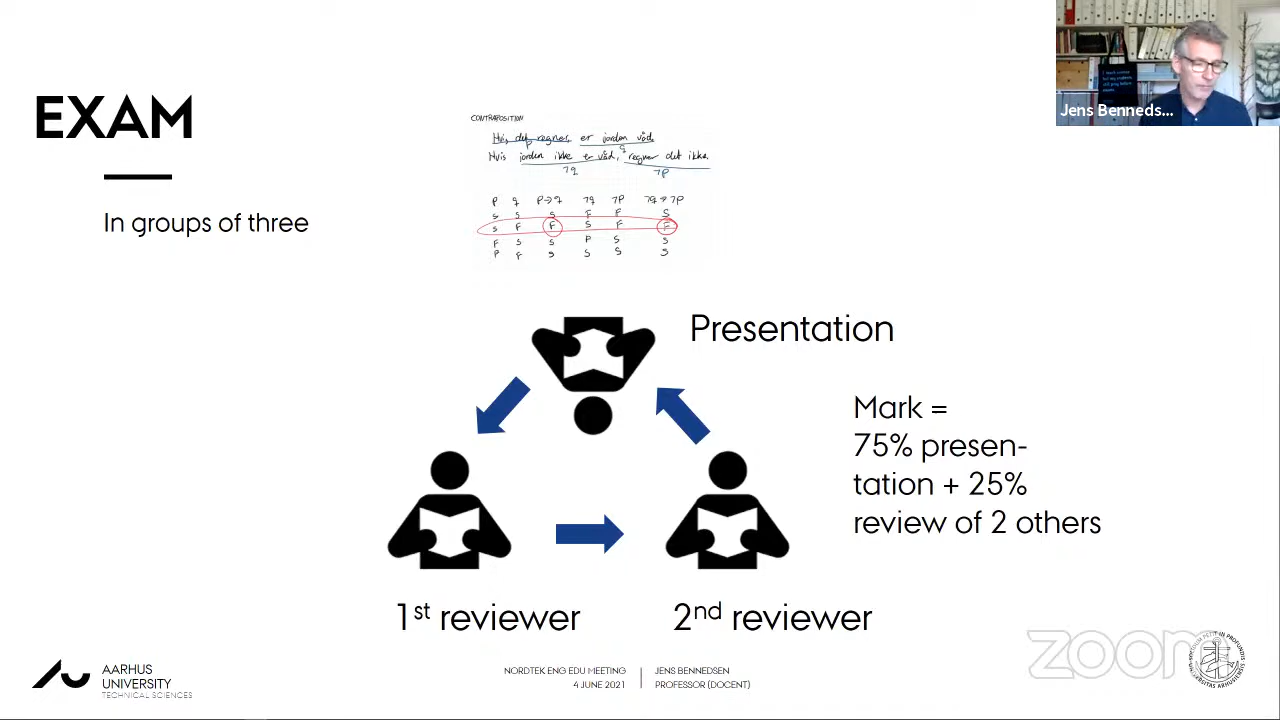 EXAM
In groups of three
Jens Benneds...
CONTRAPOSITION
Hvis det regner, er jorden våd.
q
Hvis jorden ikke er våd, regner det ikke.
¬q ¬P
P q P→q ¬q ¬P ¬q→¬P
S S S F F S
S F F S F F
F S S F S S
F F S S S S
Presentation
Mark =
75% presen-
tation + 25%
review of 2 others
1st reviewer
2nd reviewer
AARHUS
UNIVERSITY
TECHNICAL SCIENCES
NORDTEK ENG EDU MEETING
4 JUNE 2021
JENS BENNEDSEN
PROFESSOR (DOCENT)
zoom